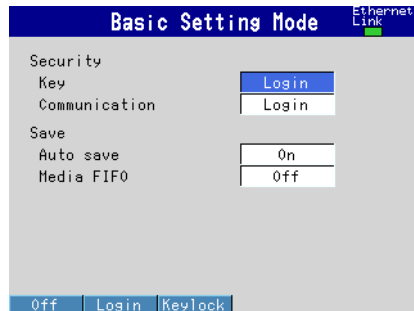 Basic Setting Mode
Ethernet
Link
Security
Key Login
Communication Login
Save
Auto save On
Media FIFO Off
Off Login Keylock